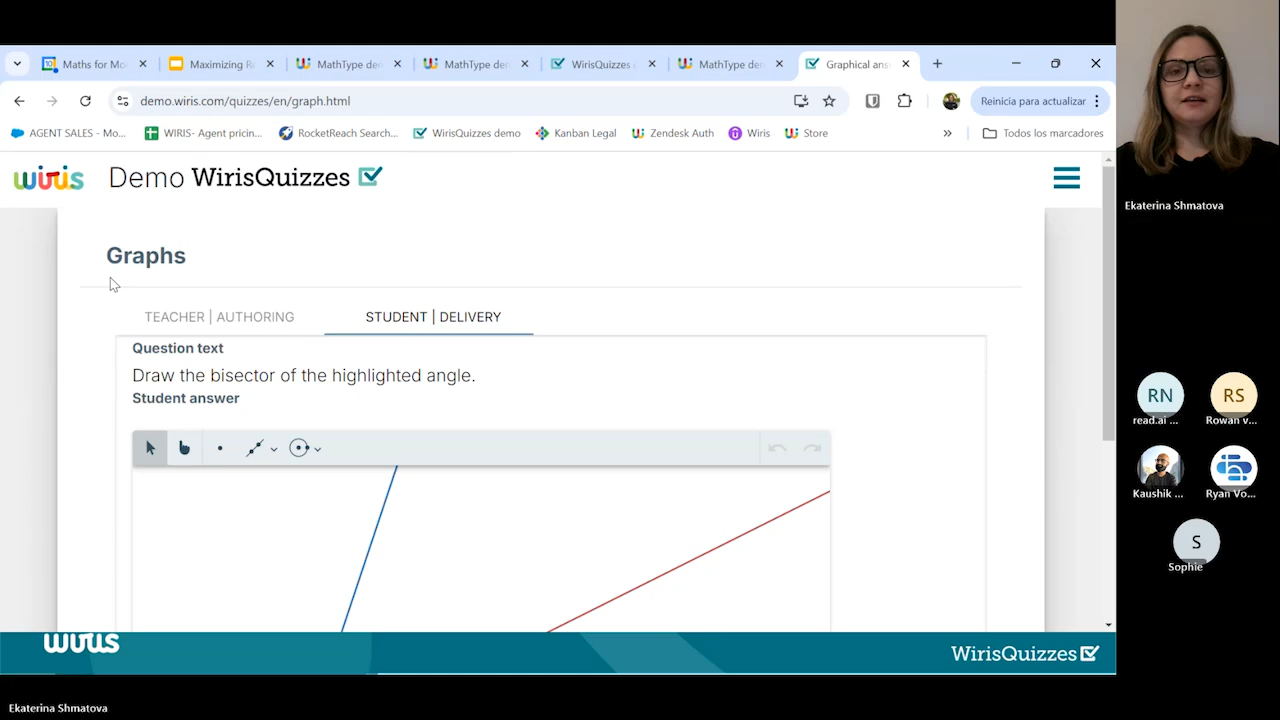 Maths for Mo
Maximizing R
MathType de
MathType de
WirisQuizzes
MathType de
Graphical ans
demo.wiris.com/quizzes/en/graph.html
Reinicia para actualizar
AGENT SALES - Mo...
WIRIS- Agent pricin...
RocketReach Search...
WirisQuizzes demo
Kanban Legal
Zendesk Auth
Wiris
Store
»
Todos los marcadores
wiris
Demo WirisQuizzes
Graphs
TEACHER | AUTHORING
STUDENT | DELIVERY
Question text
Draw the bisector of the highlighted angle.
Student answer
wiris
WirisQuizzes
Ekaterina Shmatova
Ekaterina Shmatova
RN
RS
read.ai ...
Rowan v...
Kaushik ...
Ryan Vo...
S
Sophie